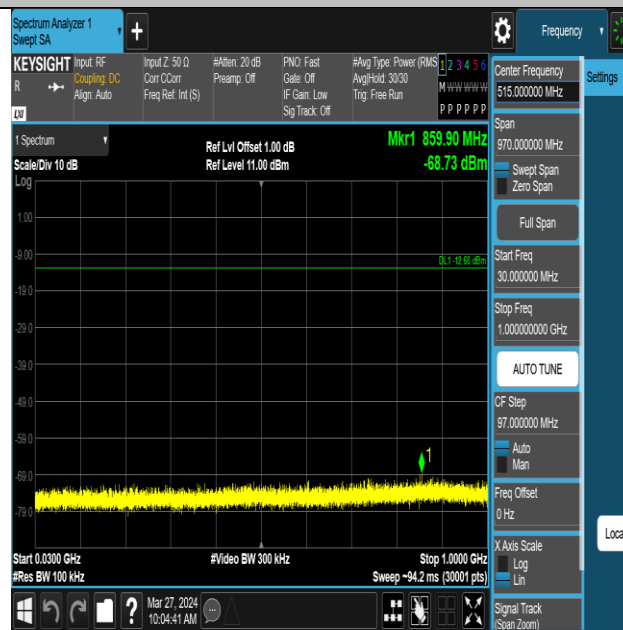 Spectrum Analyzer 1
Swept SA
+
Frequency
KEYSIGHT
R
LXI
Input: RF
Coupling: DC
Align: Auto
Input Z: 50 Ω
Corr CCorr
Freq Ref: Int (S)
#Atten: 20 dB
Preamp: Off
PNO: Fast
Gate: Off
IF Gain: Low
Sig Track: Off
#Avg Type: Power (RMS
Avg|Hold: 30/30
Trig: Free Run
1 2 3 4 5 6
M W W W W W
P P P P P P
1 Spectrum
Scale/Div 10 dB
Log
Ref Lvl Offset 1.00 dB
Ref Level 11.00 dBm
Mkr1 859.90 MHz
-68.73 dBm
1.00
-9.00
DL1 -12.68 dBm
-19.0
-29.0
-39.0
-49.0
-59.0
1
-69.0
-79.0
Start 0.0300 GHz
#Res BW 100 kHz
#Video BW 300 kHz
Stop 1.0000 GHz
Sweep ~94.2 ms (30001 pts)
?
Mar 27, 2024
10:04:41 AM
Center Frequency
515.000000 MHz
Span
970.000000 MHz
Swept Span
Zero Span
Full Span
Start Freq
30.000000 MHz
Stop Freq
1.000000000 GHz
AUTO TUNE
CF Step
97.000000 MHz
Auto
Man
Freq Offset
0 Hz
X Axis Scale
Log
Lin
Signal Track
(Span Zoom)
Settings
Loca